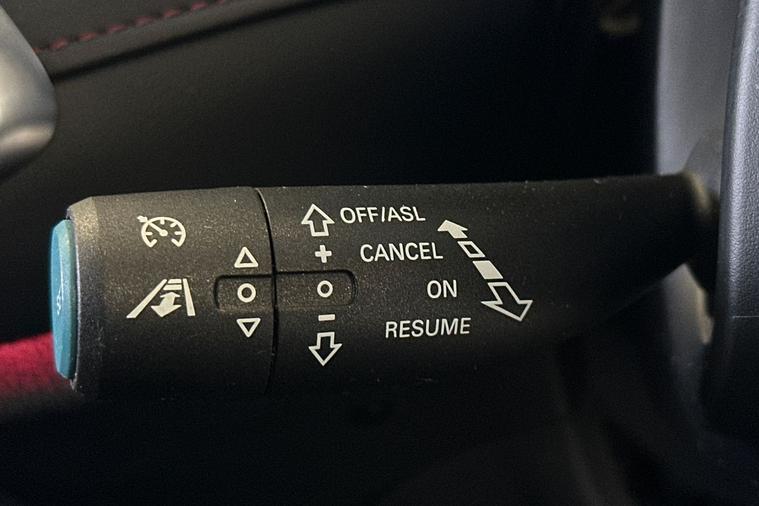 OFF/ASL
+ CANCEL
ON
- RESUME